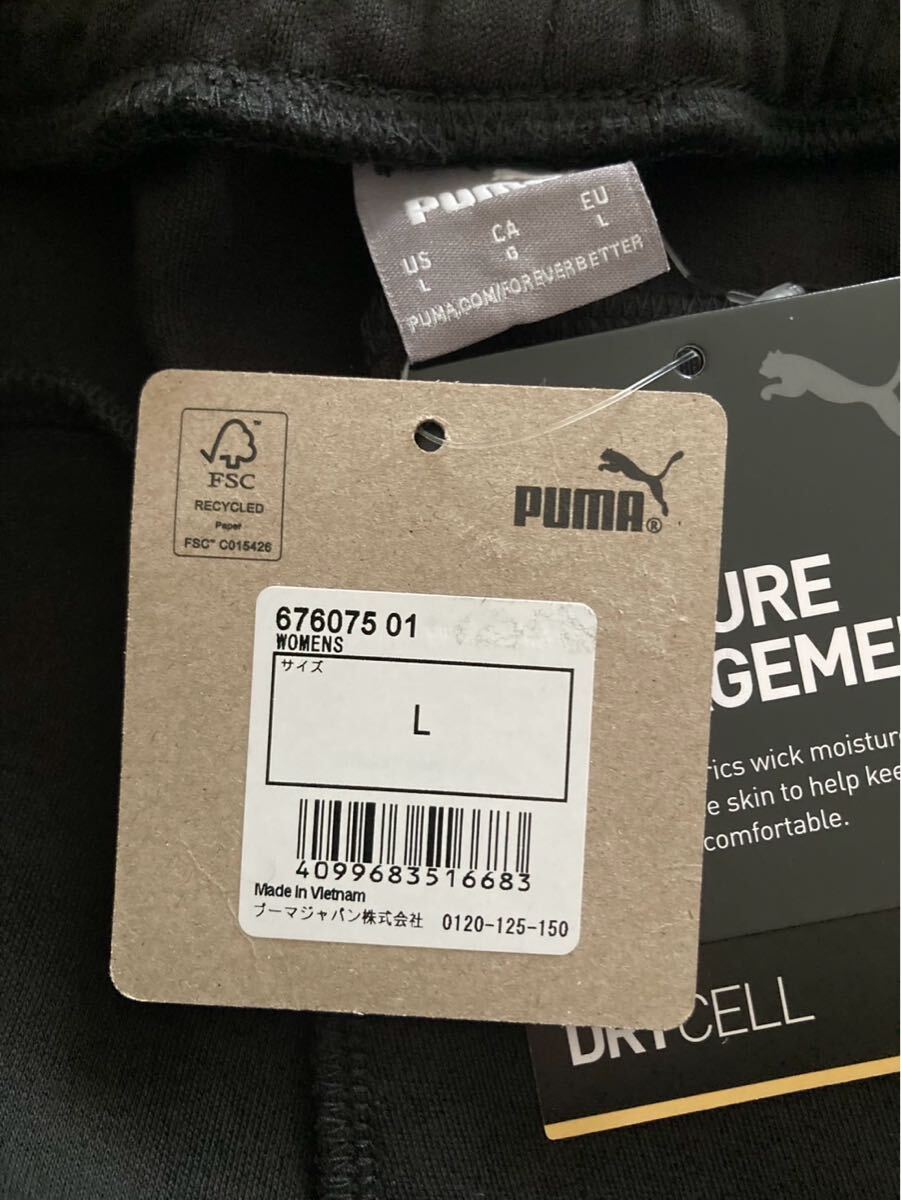 PUMA
US CA EU
L G L
PUMA.COM/FOREVERBETTER
FSC
RECYCLED
Paper
FSC™ C015426
PUMA®
676075 01
WOMENS
サイズ
L
4099683516683
Made in Vietnam
プーマジャパン株式会社 0120-125-150
URE
GEME
rics wick moistur
e skin to help kee
comfortable.
DRYCELL